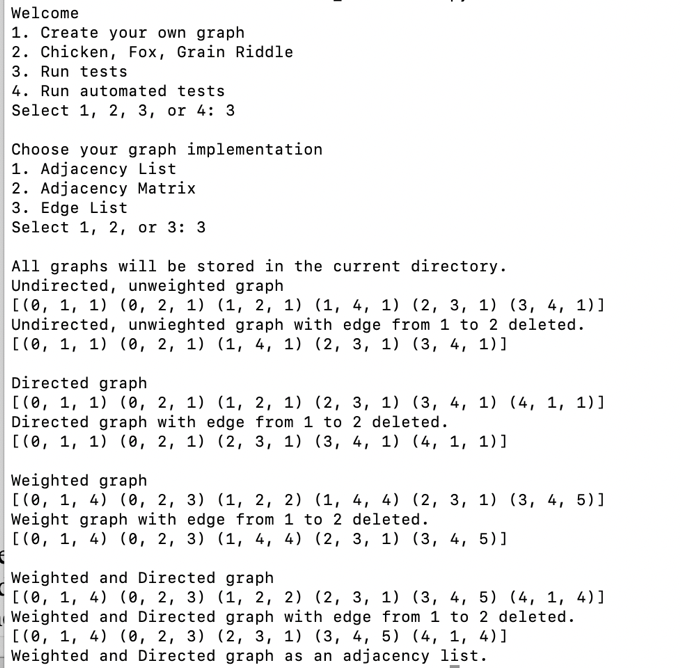 Welcome
1. Create your own graph
2. Chicken, Fox, Grain Riddle
3. Run tests
4. Run automated tests
Select 1, 2, 3, or 4: 3
Choose your graph implementation
1. Adjacency List
2. Adjacency Matrix
3. Edge List
Select 1, 2, or 3: 3
All graphs will be stored in the current directory.
Undirected, unweighted graph
[(0, 1, 1) (0, 2, 1) (1, 2, 1) (1, 4, 1) (2, 3, 1) (3, 4, 1)]
Undirected, unwieghted graph with edge from 1 to 2 deleted.
[(0, 1, 1) (0, 2, 1) (1, 4, 1) (2, 3, 1) (3, 4, 1)]
Directed graph
[(0, 1, 1) (0, 2, 1) (1, 2, 1) (2, 3, 1) (3, 4, 1) (4, 1, 1)]
Directed graph with edge from 1 to 2 deleted.
[(0, 1, 1) (0, 2, 1) (2, 3, 1) (3, 4, 1) (4, 1, 1)]
Weighted graph
[(0, 1, 4) (0, 2, 3) (1, 2, 2) (1, 4, 4) (2, 3, 1) (3, 4, 5)]
Weight graph with edge from 1 to 2 deleted.
[(0, 1, 4) (0, 2, 3) (1, 4, 4) (2, 3, 1) (3, 4, 5)]
Weighted and Directed graph
[(0, 1, 4) (0, 2, 3) (1, 2, 2) (2, 3, 1) (3, 4, 5) (4, 1, 4)]
Weighted and Directed graph with edge from 1 to 2 deleted.
[(0, 1, 4) (0, 2, 3) (2, 3, 1) (3, 4, 5) (4, 1, 4)]
Weighted and Directed graph as an adjacency list.